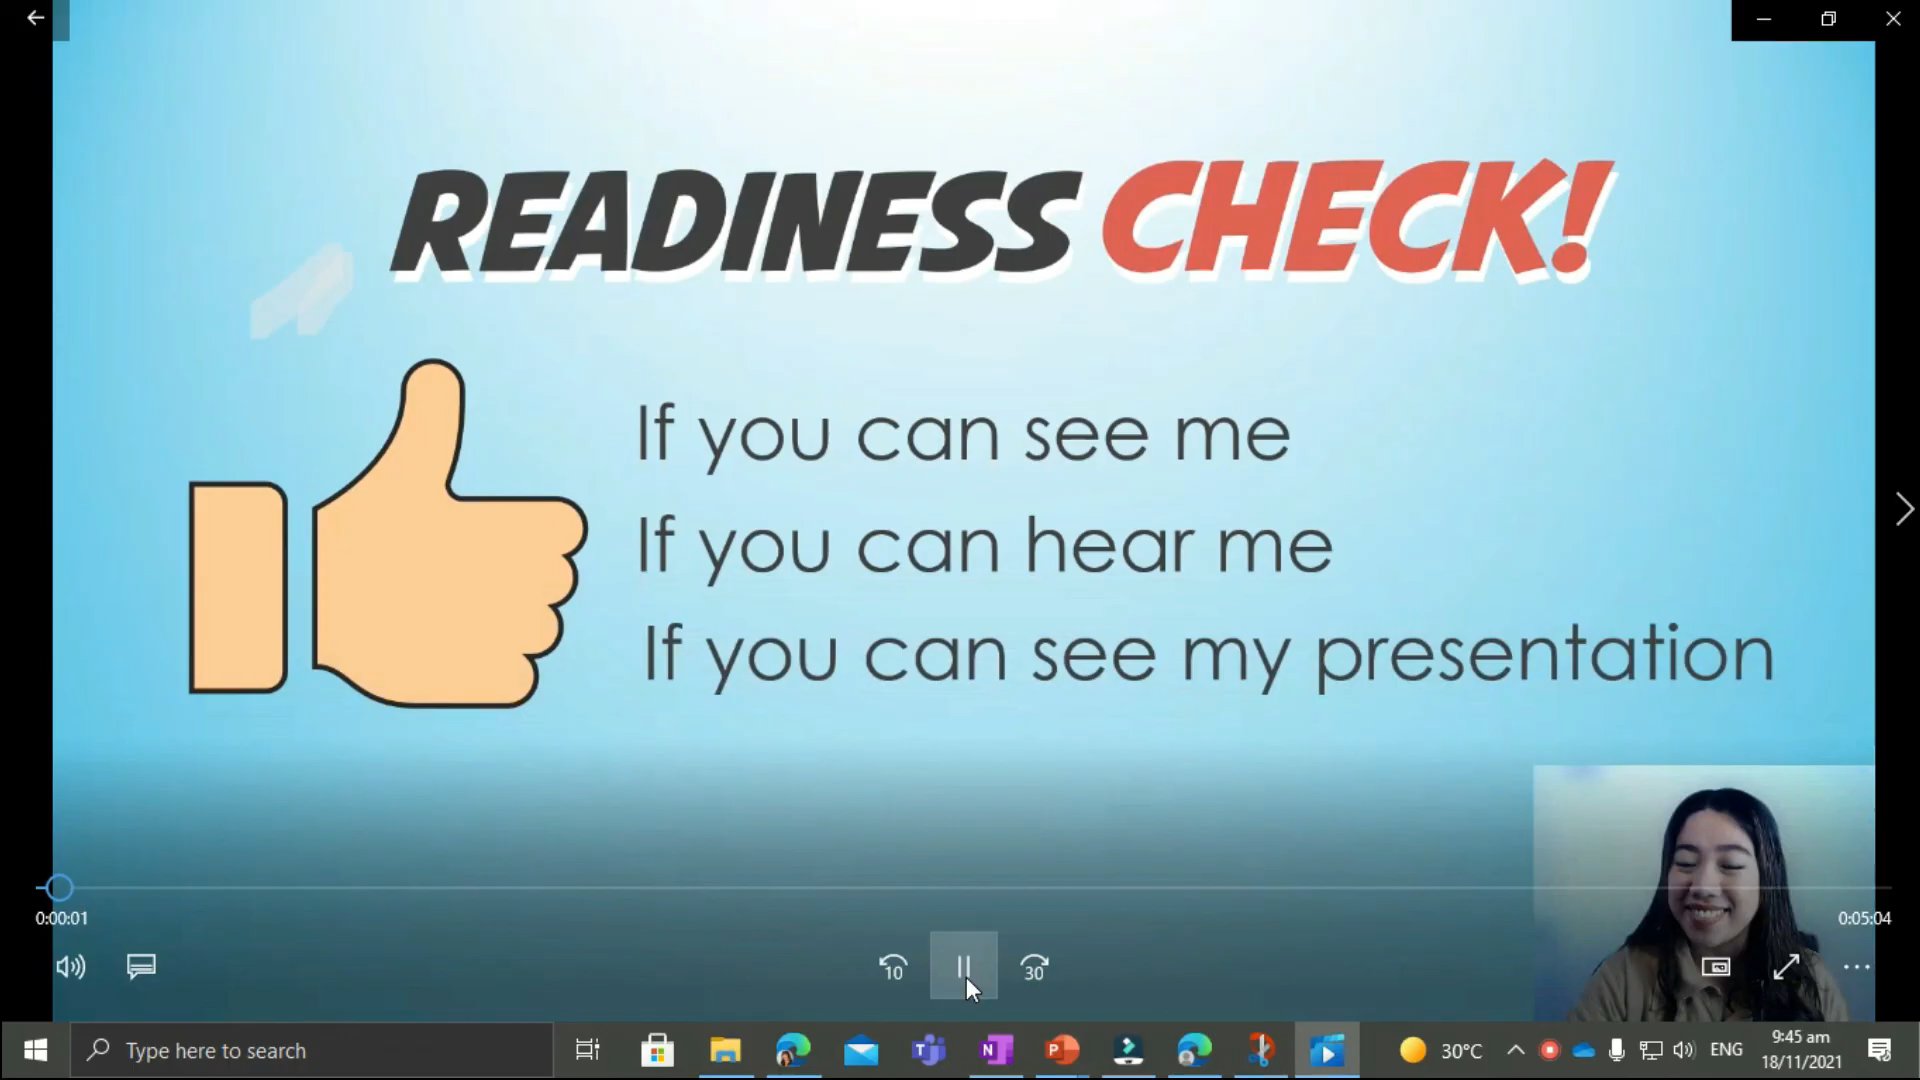 READINESS CHECK!
If you can see me
If you can hear me
If you can see my presentation
0:00:01
0:05:04
10
30
Type here to search
30°C
ENG
9:45 am
18/11/2021